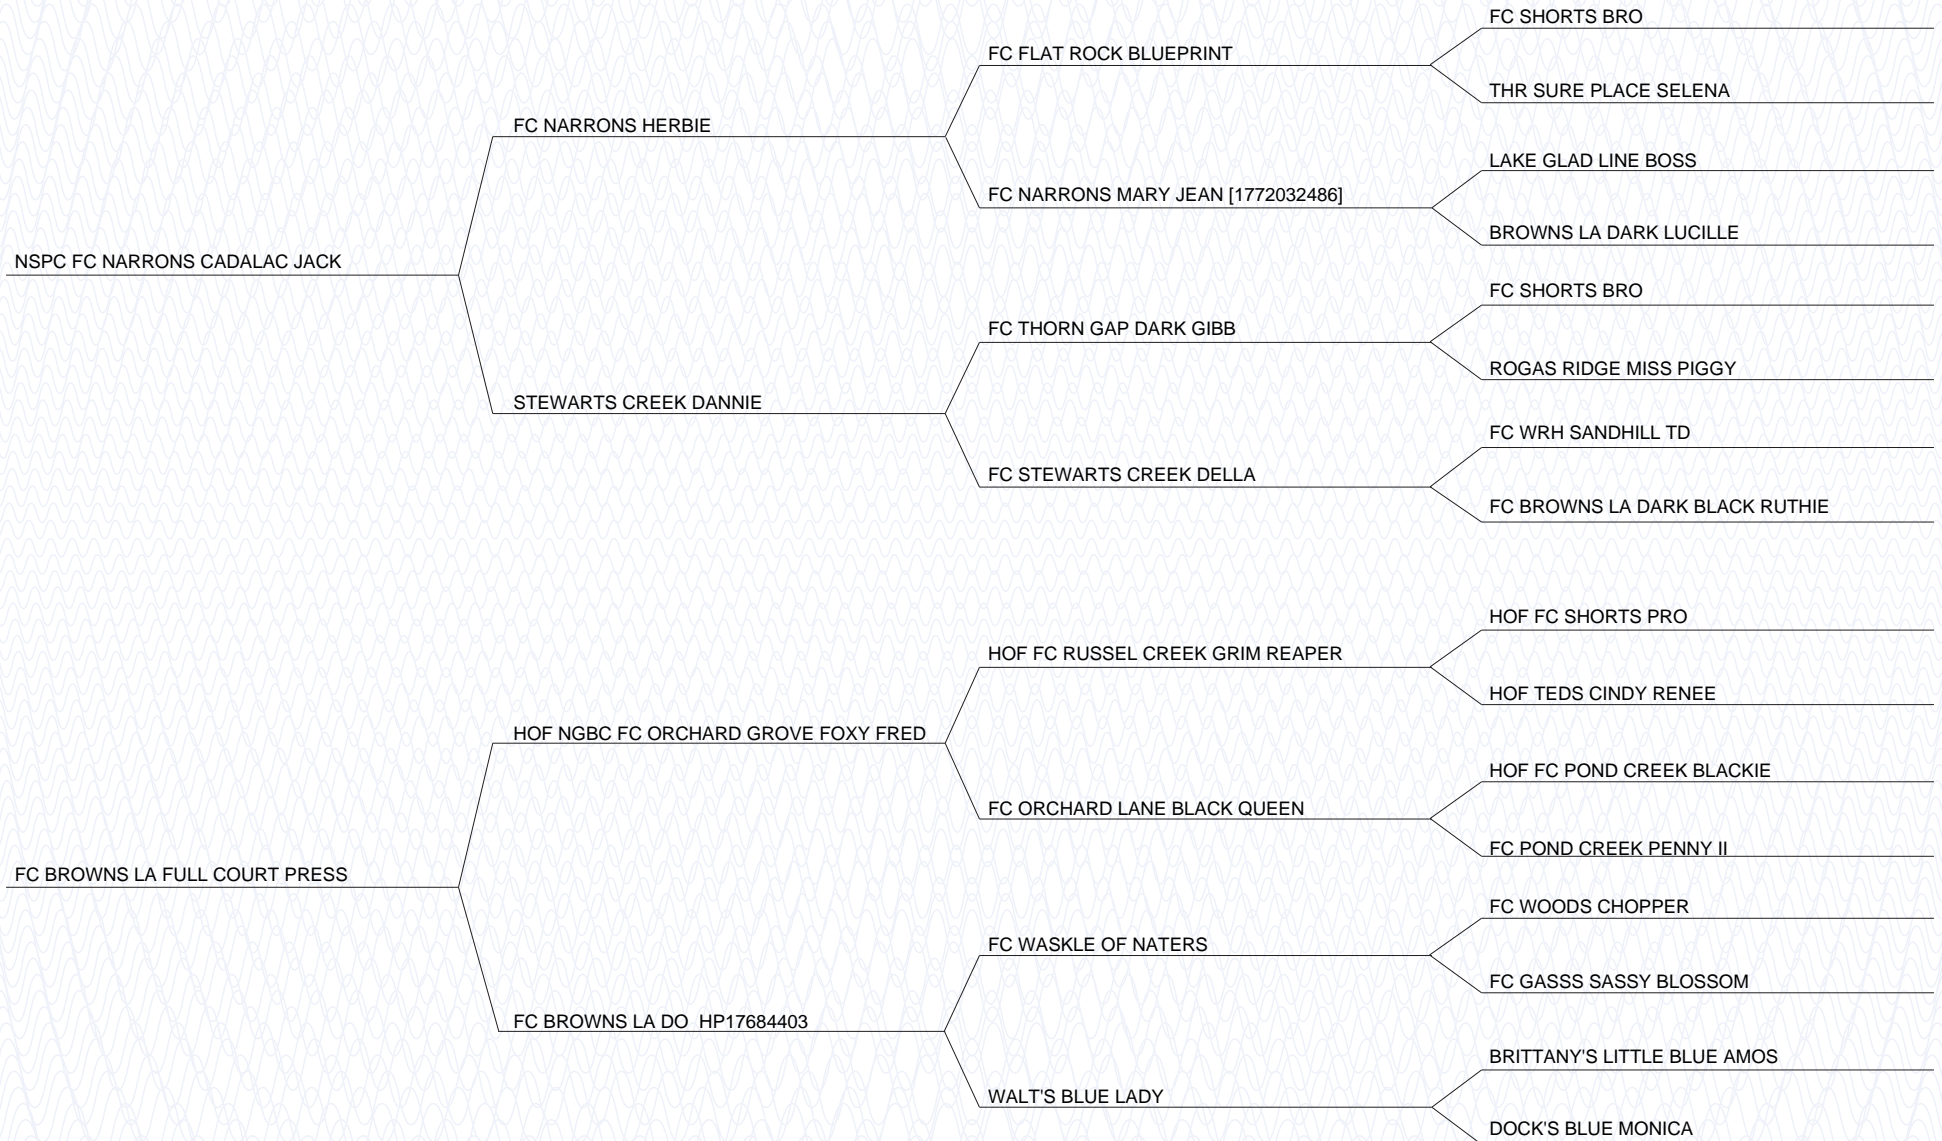 FC SHORTS BRO
FC FLAT ROCK BLUEPRINT
THR SURE PLACE SELENA
FC NARRONS HERBIE
LAKE GLAD LINE BOSS
FC NARRONS MARY JEAN [1772032486]
BROWNS LA DARK LUCILLE
NSPC FC NARRONS CADALAC JACK
FC SHORTS BRO
FC THORN GAP DARK GIBB
ROGAS RIDGE MISS PIGGY
STEWARTS CREEK DANNIE
FC WRH SANDHILL TD
FC STEWARTS CREEK DELLA
FC BROWNS LA DARK BLACK RUTHIE
HOF FC SHORTS PRO
HOF FC RUSSEL CREEK GRIM REAPER
HOF TEDS CINDY RENEE
HOF NGBC FC ORCHARD GROVE FOXY FRED
HOF FC POND CREEK BLACKIE
FC ORCHARD LANE BLACK QUEEN
FC POND CREEK PENNY II
FC BROWNS LA FULL COURT PRESS
FC WOODS CHOPPER
FC WASKLE OF NATERS
FC GASSS SASSY BLOSSOM
FC BROWNS LA DO  HP17684403
BRITTANY'S LITTLE BLUE AMOS
WALT'S BLUE LADY
DOCK'S BLUE MONICA